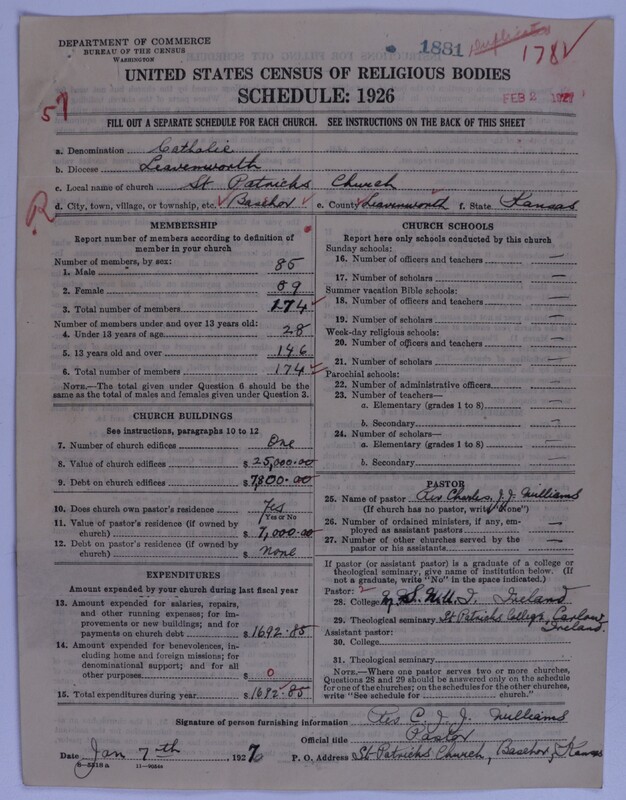 DEPARTMENT OF COMMERCE
BUREAU OF THE CENSUS
WASHINGTON
1881
Duplicate
178
UNITED STATES CENSUS OF RELIGIOUS BODIES
SCHEDULE: 1926
FEB 2 1927
57
FILL OUT A SEPARATE SCHEDULE FOR EACH CHURCH. SEE INSTRUCTIONS ON THE BACK OF THIS SHEET
a. Denomination Catholic
b. Diocese Leavenworth
c. Local name of church St Patricks Church
d. City, town, village, or township, etc. Basehor e. County Leavenworth f. State Kansas
R
MEMBERSHIP
Report number of members according to definition of
member in your church
Number of members, by sex:
1. Male 85
2. Female 89
3. Total number of members 174
Number of members under and over 13 years old:
4. Under 13 years of age 28
5. 13 years old and over 146
6. Total number of members 174
NOTE.—The total given under Question 6 should be the
same as the total of males and females given under Question 3.
CHURCH BUILDINGS
See instructions, paragraphs 10 to 12
7. Number of church edifices One
8. Value of church edifices $ 25,000.00
9. Debt on church edifices $ 7,800.00
10. Does church own pastor's residence Yes
(Yes or No)
11. Value of pastor's residence (if owned by
church) $ 7,000.00
12. Debt on pastor's residence (if owned by
church) $ None
EXPENDITURES
Amount expended by your church during last fiscal year
13. Amount expended for salaries, repairs,
and other running expenses; for im-
provements or new buildings; and for
payments on church debt $ 1692.85
14. Amount expended for benevolences, in-
cluding home and foreign missions; for
denominational support; and for all
other purposes $ 0
15. Total expenditures during year $ 1692.85
CHURCH SCHOOLS
Report here only schools conducted by this church
Sunday schools:
16. Number of officers and teachers —
17. Number of scholars —
Summer vacation Bible schools:
18. Number of officers and teachers —
19. Number of scholars —
Week-day religious schools:
20. Number of officers and teachers —
21. Number of scholars —
Parochial schools:
22. Number of administrative officers —
23. Number of teachers—
a. Elementary (grades 1 to 8) —
b. Secondary —
24. Number of scholars—
a. Elementary (grades 1 to 8) —
b. Secondary —
PASTOR
25. Name of pastor Rev Charles J. J. Williams
(If church has no pastor, write "None")
26. Number of ordained ministers, if any, em-
ployed as assistant pastors —
27. Number of other churches served by the
pastor or his assistants —
If pastor (or assistant pastor) is a graduate of a college or
theological seminary, give name of institution below. (If
not a graduate, write "No" in the space indicated.)
Pastor: 2
28. College Ireland
29. Theological seminary St Patricks College, Carlow
Ireland.
Assistant pastor:
30. College
31. Theological seminary
NOTE.—Where one pastor serves two or more churches,
Questions 28 and 29 should be answered only on the schedule
for one of the churches; on the schedules for the other churches,
write "See schedule for church."
Signature of person furnishing information Rev C. J. J. Williams
Official title Pastor
Date Jan 7th 1927 P. O. Address St Patricks Church, Basehor, Kansas